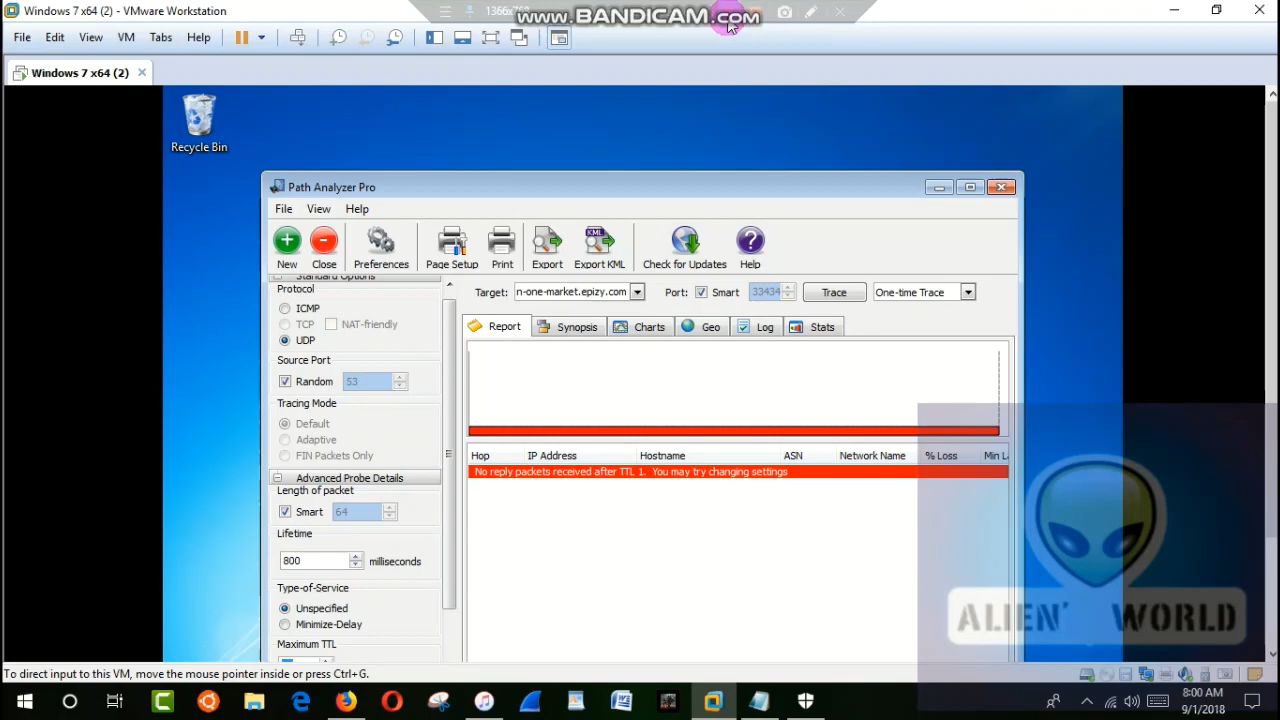 Windows 7 x64 (2) - VMware Workstation
1366x768
www.BANDICAM.com
File Edit View VM Tabs Help
Windows 7 x64 (2)
Recycle Bin
Path Analyzer Pro
File View Help
New Close Preferences Page Setup Print Export KML Export KML Check for Updates ? Help
Standard Options
Protocol
ICMP
TCP NAT-friendly
UDP
Source Port
Random 53
Tracing Mode
Default
Adaptive
FIN Packets Only
Advanced Probe Details
Length of packet
Smart 64
Lifetime
800 milliseconds
Type-of-Service
Unspecified
Minimize-Delay
Maximum TTL
Target: n-one-market.epizy.com Port: Smart 33434 Trace One-time Trace
Report Synopsis Charts Geo Log Stats
Hop IP Address Hostname ASN Network Name % Loss Min L
No reply packets received after TTL 1. You may try changing settings
ALIEN' WORLD
To direct input to this VM, move the mouse pointer inside or press Ctrl+G.
8:00 AM
9/1/2018